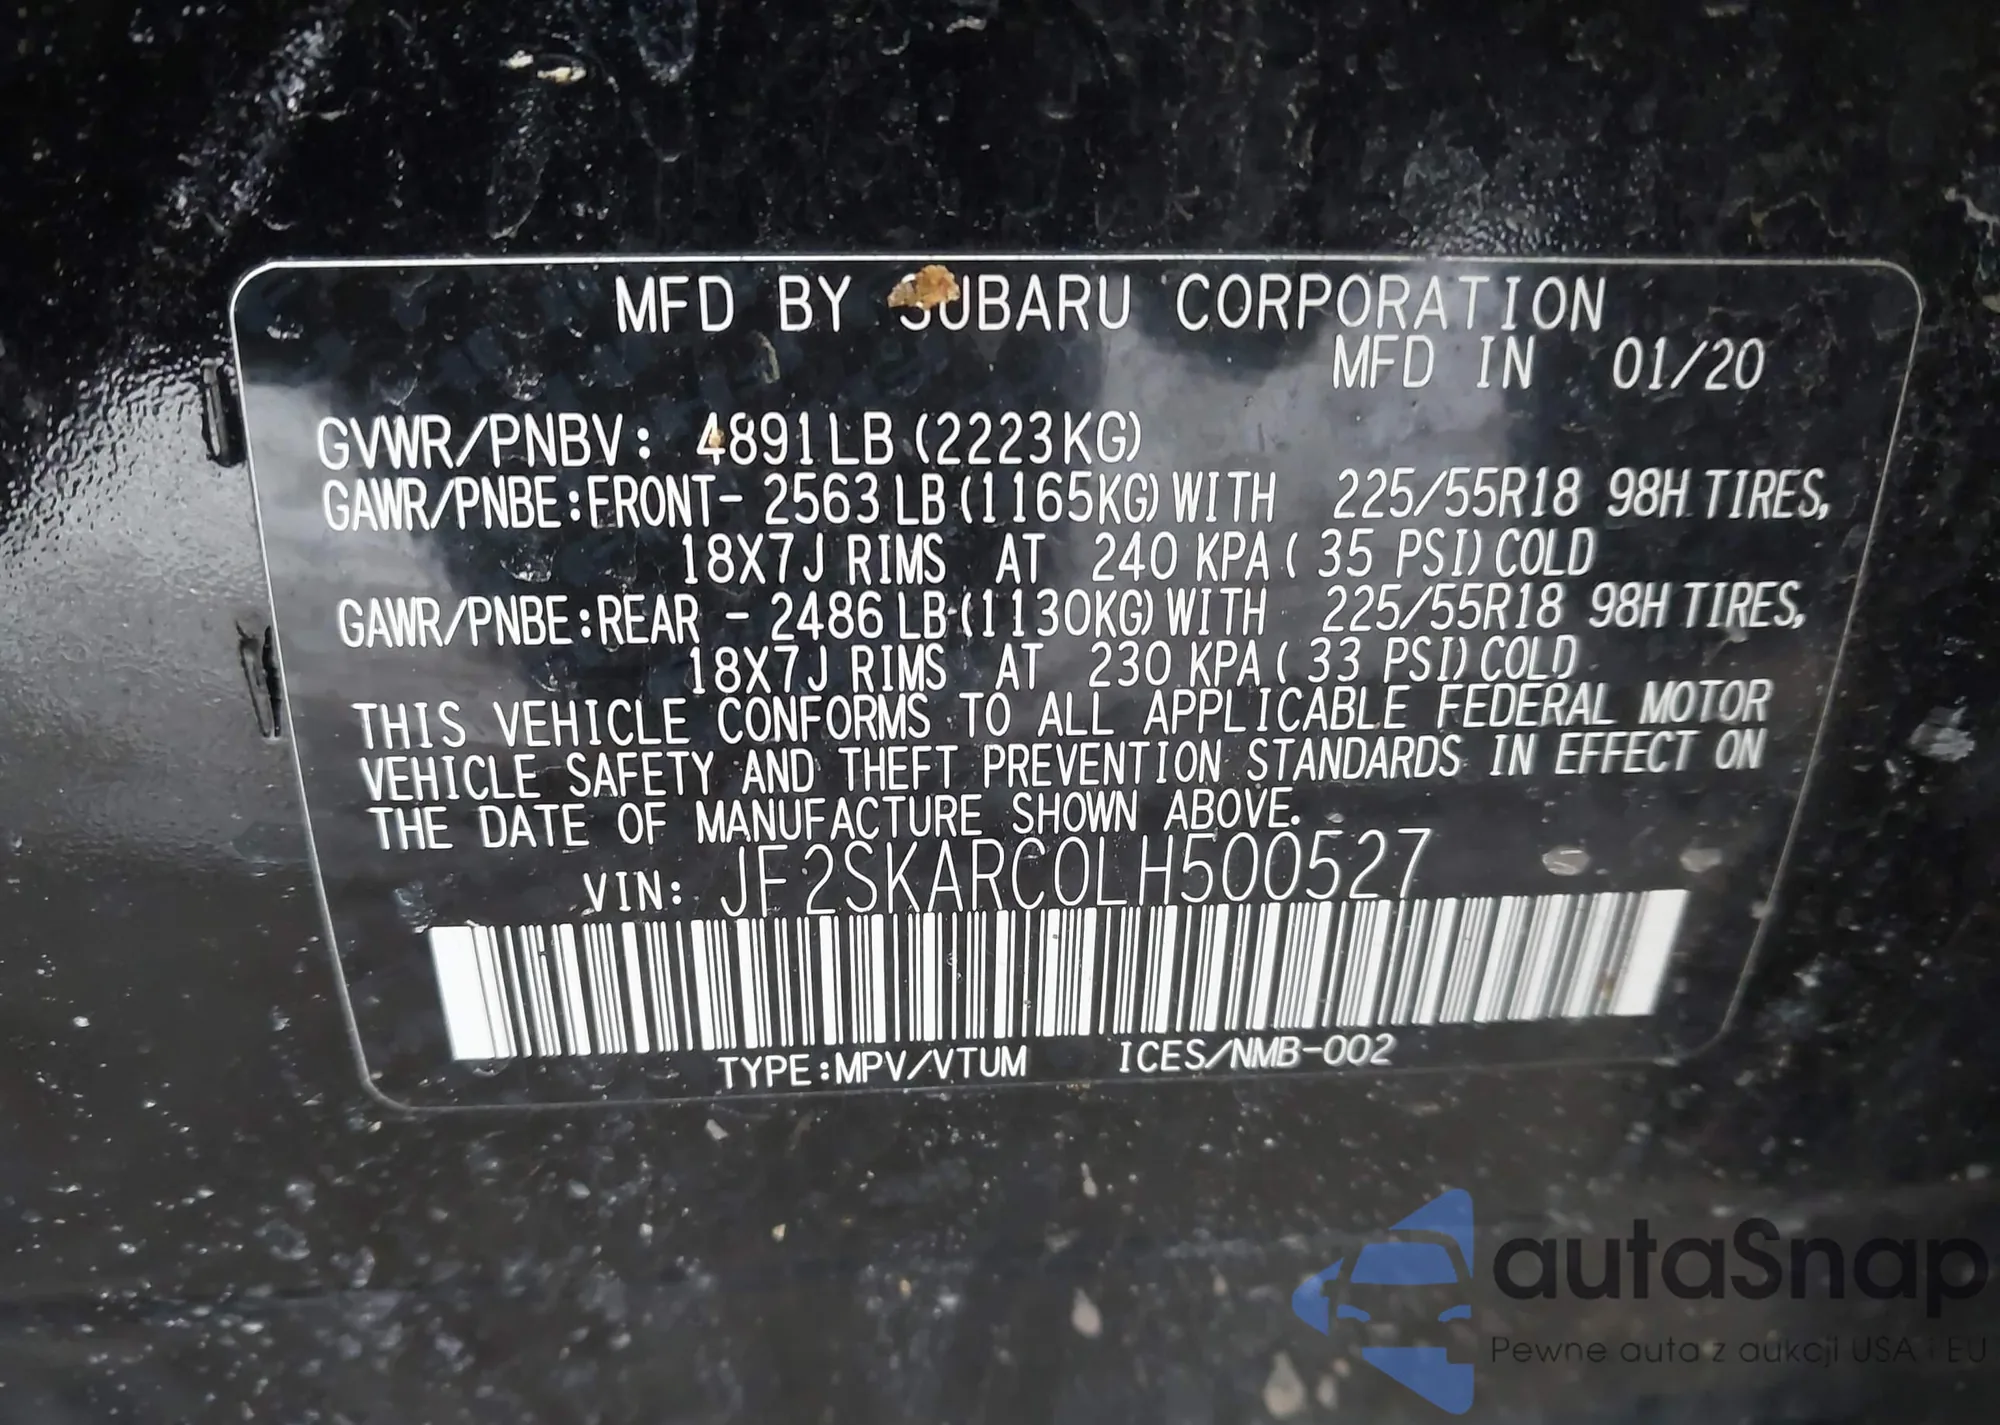 MFD BY SUBARU CORPORATION
MFD IN 01/20
GVWR/PNBV: 4891LB (2223KG)
GAWR/PNBE:FRONT- 2563 LB (1165KG) WITH 225/55R18 98H TIRES,
18X7J RIMS AT 240 KPA ( 35 PSI) COLD
GAWR/PNBE:REAR - 2486 LB (1130KG) WITH 225/55R18 98H TIRES,
18X7J RIMS AT 230 KPA ( 33 PSI) COLD
THIS VEHICLE CONFORMS TO ALL APPLICABLE FEDERAL MOTOR
VEHICLE SAFETY AND THEFT PREVENTION STANDARDS IN EFFECT ON
THE DATE OF MANUFACTURE SHOWN ABOVE.
VIN: JF2SKARC0LH500527
TYPE:MPV/VTUM ICES/NMB-002
autaSnap
Pewne auta z aukcji USA i EU